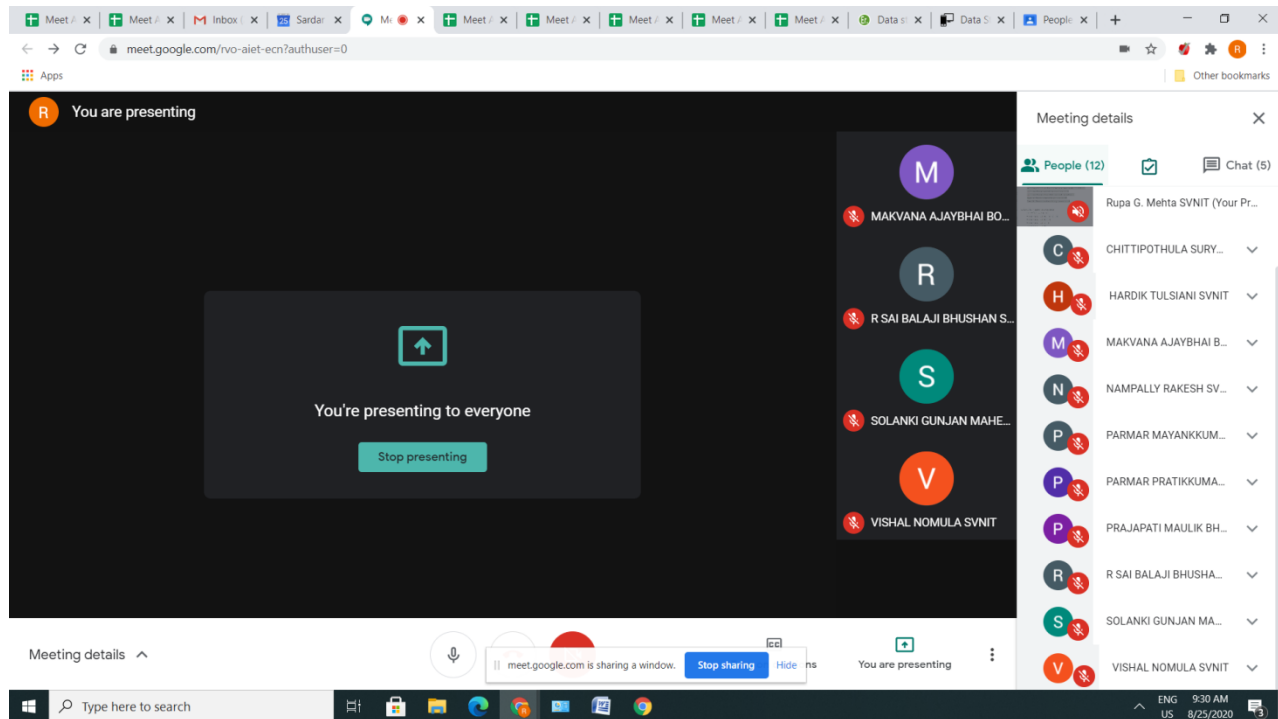 Meet A
Meet A
Inbox (
25
Sardar
Me
Meet A
Meet A
Meet A
Meet A
Meet A
Data st
Data S
People
meet.google.com/rvo-aiet-ecn?authuser=0
R
Apps
Other bookmarks
R
You are presenting
You're presenting to everyone
Stop presenting
M
MAKVANA AJAYBHAI BO...
R
R SAI BALAJI BHUSHAN S...
S
SOLANKI GUNJAN MAHE...
V
VISHAL NOMULA SVNIT
Meeting details
People (12)
Chat (5)
Rupa G. Mehta SVNIT (Your Pr...
C
CHITTIPOTHULA SURY...
H
HARDIK TULSIANI SVNIT
M
MAKVANA AJAYBHAI B...
N
NAMPALLY RAKESH SV...
P
PARMAR MAYANKKUM...
P
PARMAR PRATIKKUMA...
P
PRAJAPATI MAULIK BH...
R
R SAI BALAJI BHUSHA...
S
SOLANKI GUNJAN MA...
V
VISHAL NOMULA SVNIT
Meeting details
meet.google.com is sharing a window.
Stop sharing
Hide
ns
You are presenting
Type here to search
ENG
US
9:30 AM
8/25/2020
3